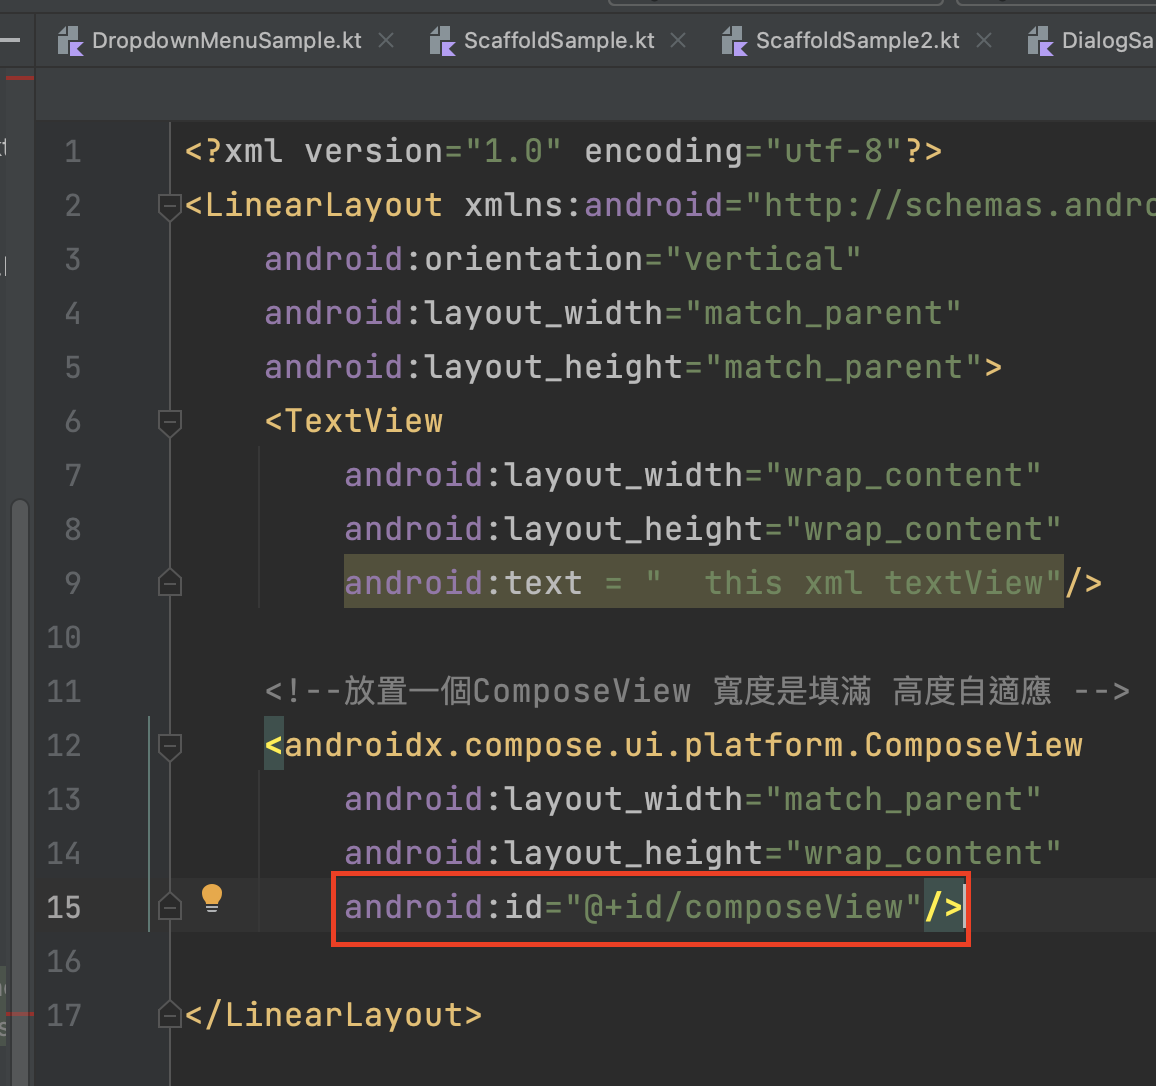 DropdownMenuSample.kt ScaffoldSample.kt ScaffoldSample2.kt DialogSa
1 <?xml version="1.0" encoding="utf-8"?>
2 <LinearLayout xmlns:android="http://schemas.andro
3 android:orientation="vertical"
4 android:layout_width="match_parent"
5 android:layout_height="match_parent">
6 <TextView
7 android:layout_width="wrap_content"
8 android:layout_height="wrap_content"
9 android:text = "  this xml textView"/>
10
11 <!--放置一個ComposeView 寬度是填滿 高度自適應 -->
12 <androidx.compose.ui.platform.ComposeView
13 android:layout_width="match_parent"
14 android:layout_height="wrap_content"
15 android:id="@+id/composeView"/>
16
17 </LinearLayout>